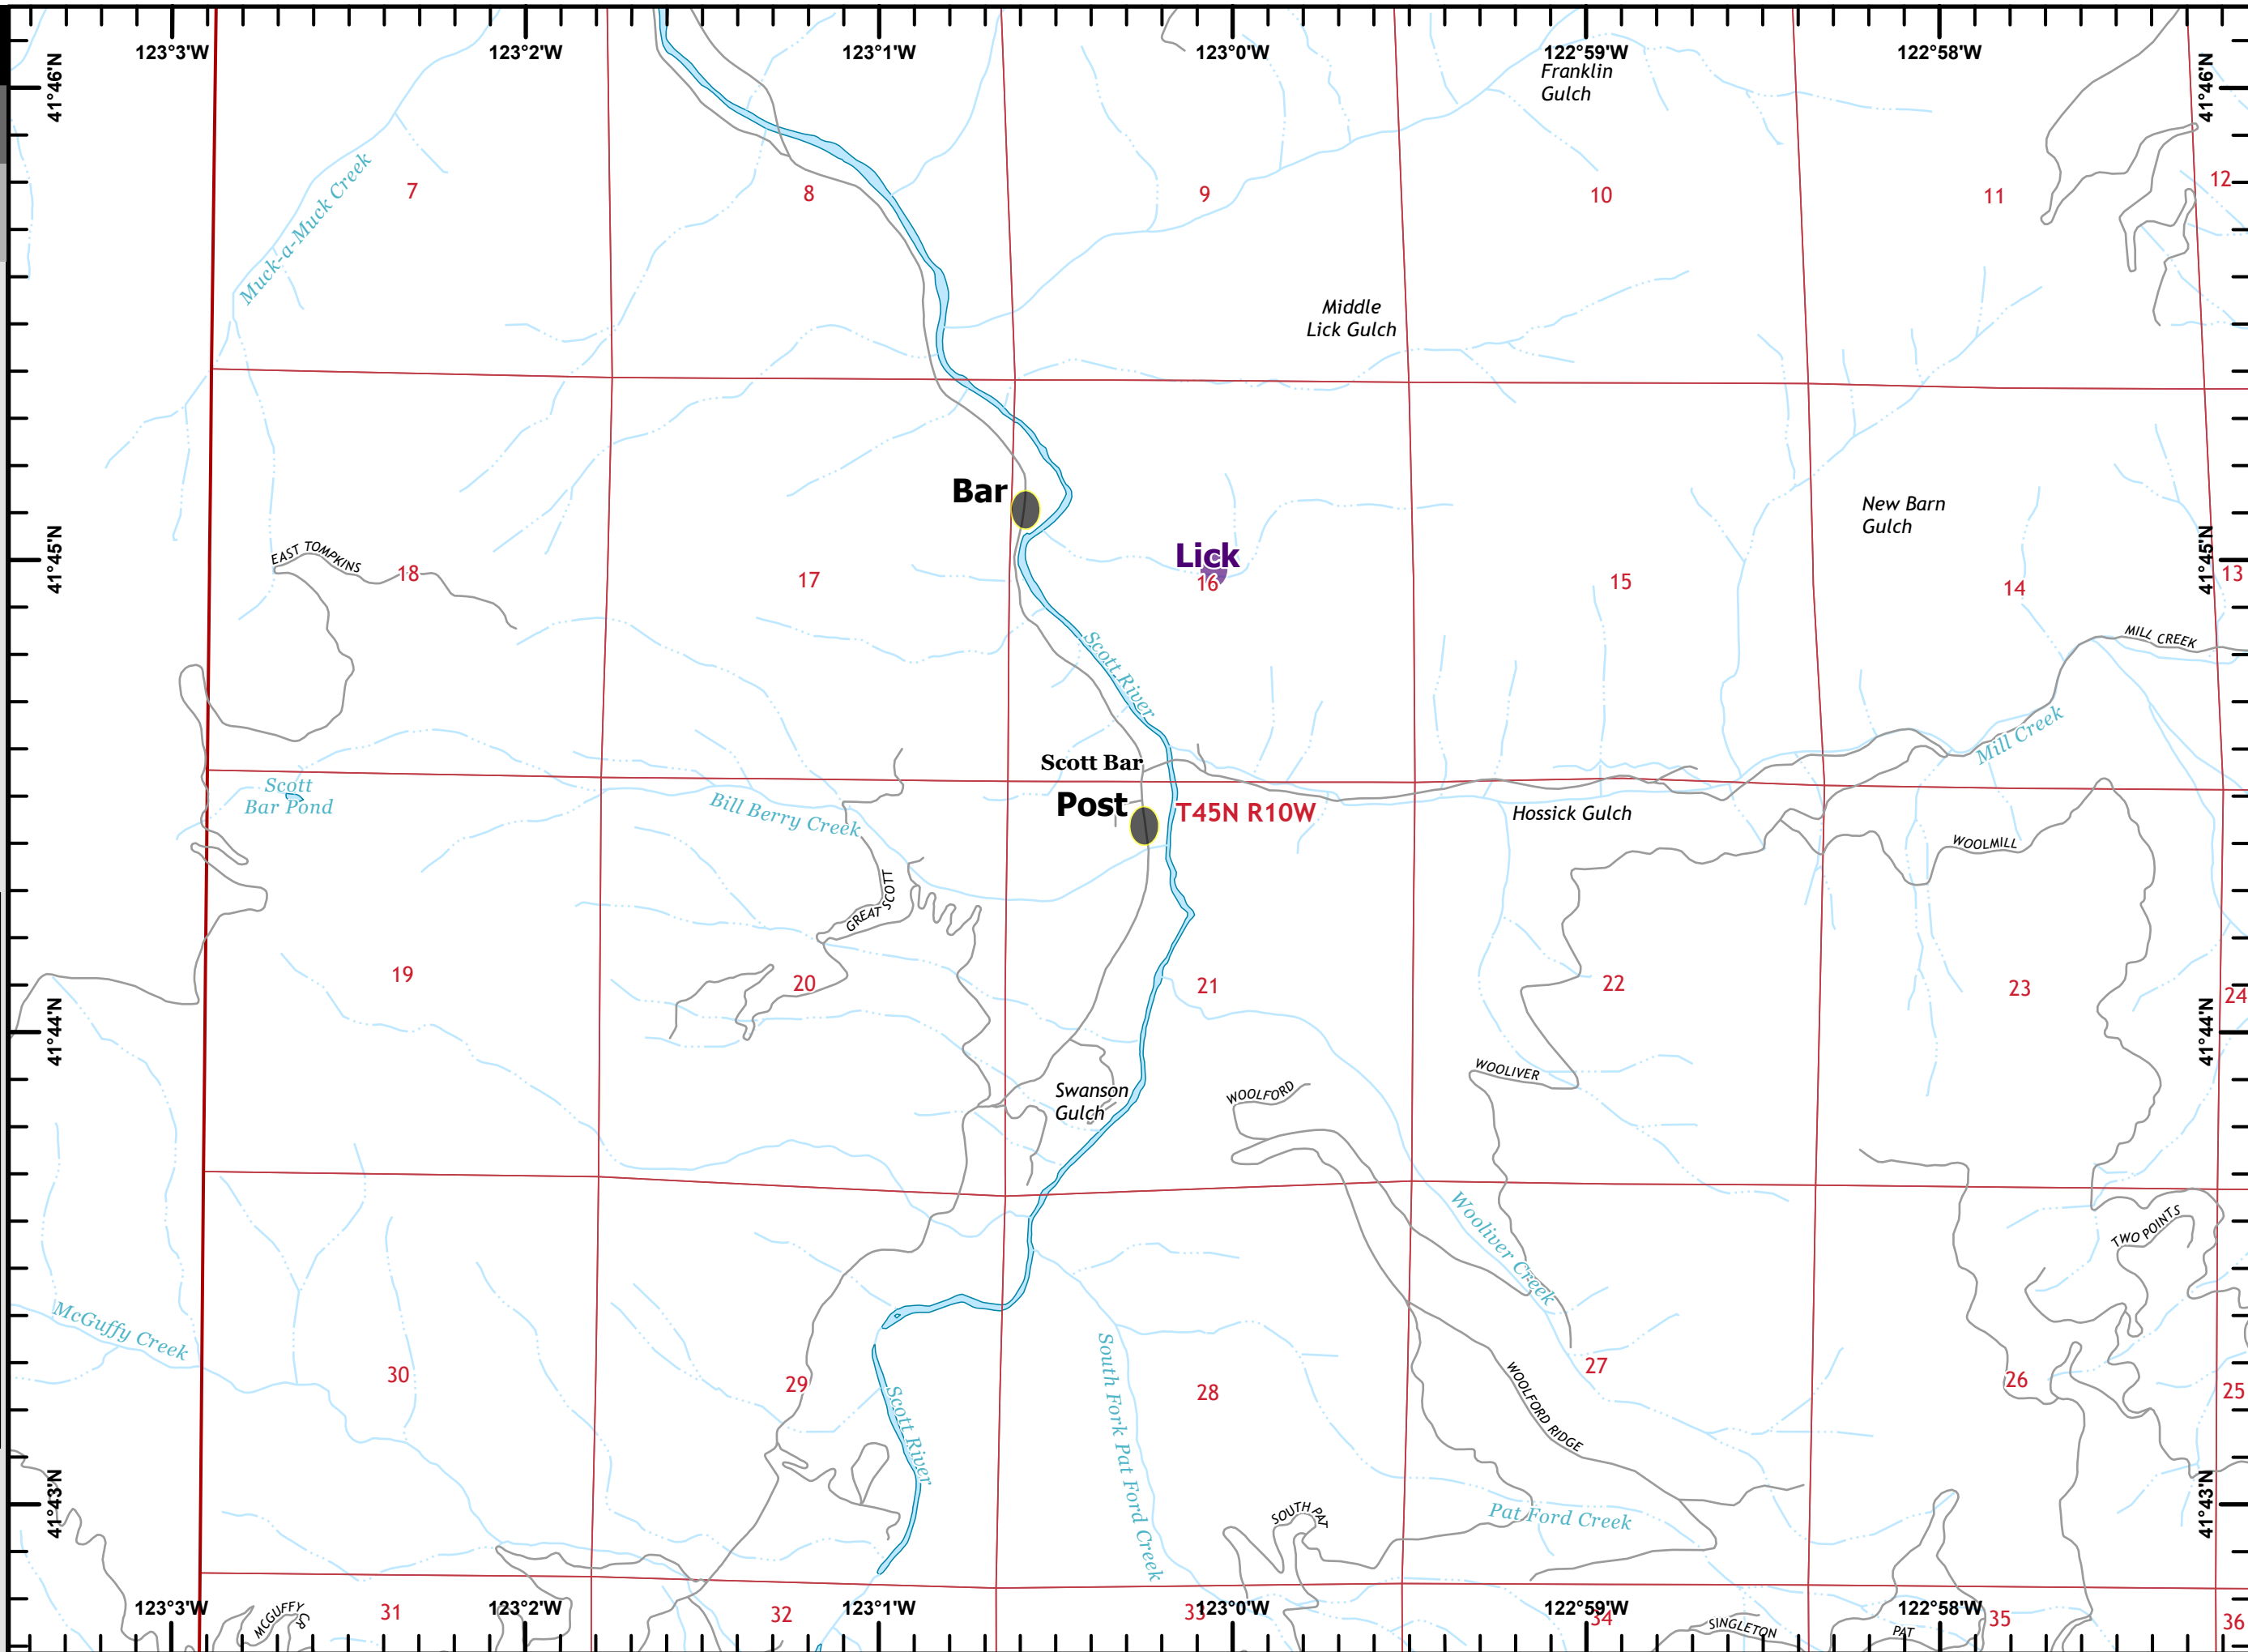 123°3'W
123°2'W
123°1'W
123°0'W
122°59'W
122°58'W
41°46'N
41°46'N
Franklin
Gulch
Muck-a-Muck Creek
7
8
9
10
11
12
Middle
Lick Gulch
Bar
New Barn
Gulch
41°45'N
41°45'N
EAST TOMPKINS
Lick
18
17
16
15
14
13
Scott River
MILL CREEK
Mill Creek
Scott Bar
Scott
Bar Pond
Bill Berry Creek
Post
T45N R10W
Hossick Gulch
WOOLMILL
GREAT SCOTT
19
20
21
22
23
24
41°44'N
41°44'N
Swanson
Gulch
WOOLFORD
WOOLIVER
Wooliver Creek
TWO POINTS
McGuffy Creek
30
29
28
27
26
25
Scott River
South Fork Pat Ford Creek
WOOLFORD RIDGE
41°43'N
41°43'N
SOUTH PAT
Pat Ford Creek
123°3'W
123°2'W
123°1'W
123°0'W
122°59'W
122°58'W
MCGUFFY CR
31
32
33
34
35
36
SINGLETON
PAT